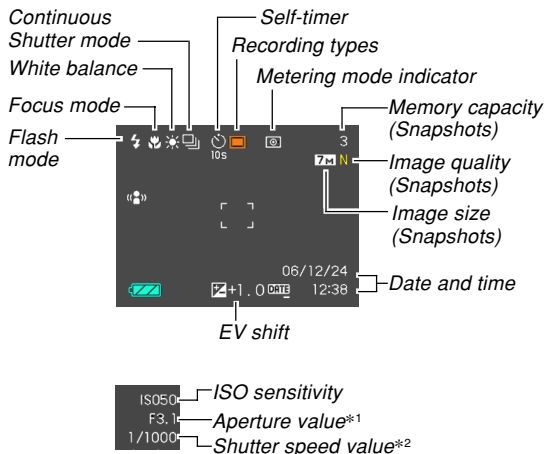 Continuous
Shutter mode
White balance
Focus mode
Flash
mode
Self-timer
Recording types
Metering mode indicator
Memory capacity
(Snapshots)
Image quality
(Snapshots)
Image size
(Snapshots)
Date and time
EV shift
10s
3
7M N
06/12/24
+1.0 DATE 12:38
ISO50
F3.1
1/1000
ISO sensitivity
Aperture value*1
Shutter speed value*2